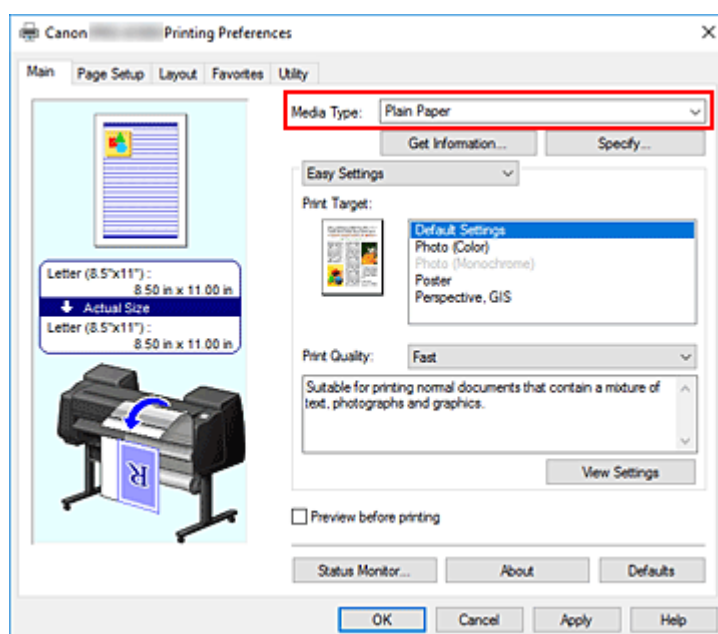 Canon Printing Preferences
Main Page Setup Layout Favorites Utility
Media Type: Plain Paper
Get Information... Specify...
Easy Settings
Print Target:
Default Settings
Photo (Color)
Photo (Monochrome)
Poster
Perspective, GIS
Letter (8.5"x11") :
8.50 in x 11.00 in
Actual Size
Letter (8.5"x11") :
8.50 in x 11.00 in
R
Print Quality: Fast
Suitable for printing normal documents that contain a mixture of
text, photographs and graphics.
View Settings
Preview before printing
Status Monitor... About Defaults
OK Cancel Apply Help